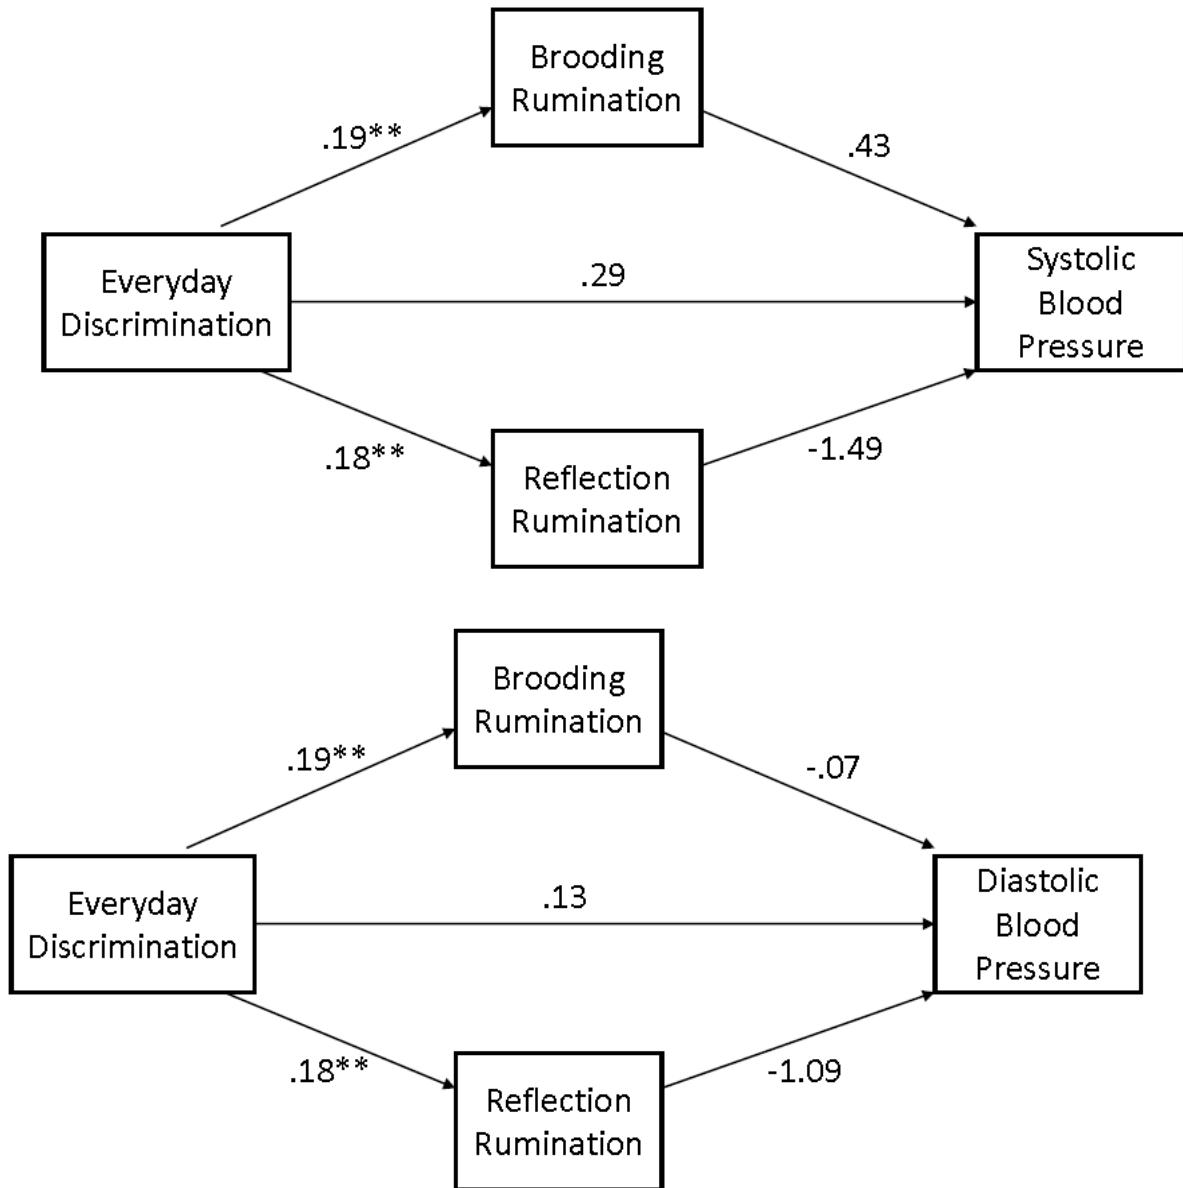 Brooding
Rumination
.19**
.43
Everyday
Discrimination
.29
Systolic
Blood
Pressure
.18**
-1.49
Reflection
Rumination
Brooding
Rumination
.19**
-.07
Everyday
Discrimination
.13
Diastolic
Blood
Pressure
.18**
-1.09
Reflection
Rumination